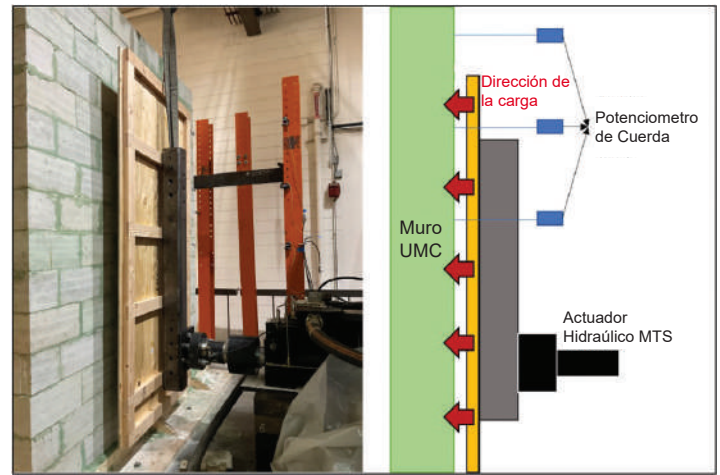 Dirección de
la carga
Potenciometro
de Cuerda
Muro
UMC
Actuador
Hidraúlico MTS